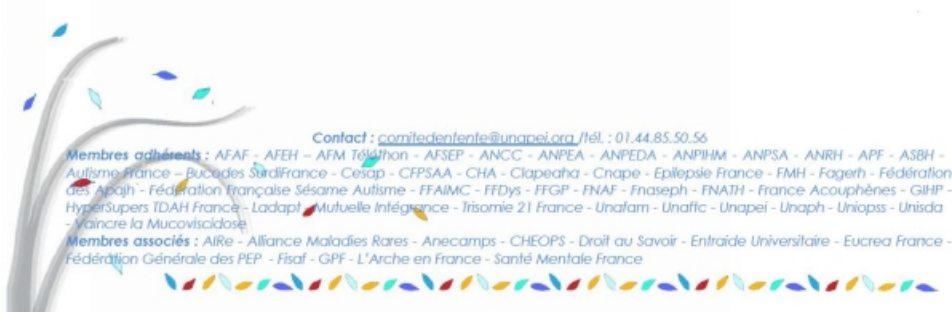 Contact : comitedentente@unapei.org /tél. : 01.44.85.50.56
Membres adhérents : AFAF - AFEH – AFM Téléthon - AFSEP - ANCC - ANPEA - ANPEDA - ANPIHM - ANPSA - ANRH - APF - ASBH -
Autisme France – Bucodes SurdiFrance - Cesap - CFPSAA - CHA - Clapeaha - Cnape - Epilepsie France - FMH - Fagerh - Fédération
des Apajh - Fédération Française Sésame Autisme - FFAIMC - FFDys - FFGP - FNAF - Fnaseph - FNATH - France Acouphènes - GIHP -
HyperSupers TDAH France - Ladapt - Mutuelle Intégrance - Trisomie 21 France - Unafam - Unaftc - Unapei - Unaph - Uniopss - Unisda
- Vaincre la Mucoviscidose
Membres associés : AIRe - Alliance Maladies Rares - Anecamps - CHEOPS - Droit au Savoir - Entraide Universitaire - Eucrea France -
Fédération Générale des PEP - Fisaf - GPF - L'Arche en France - Santé Mentale France